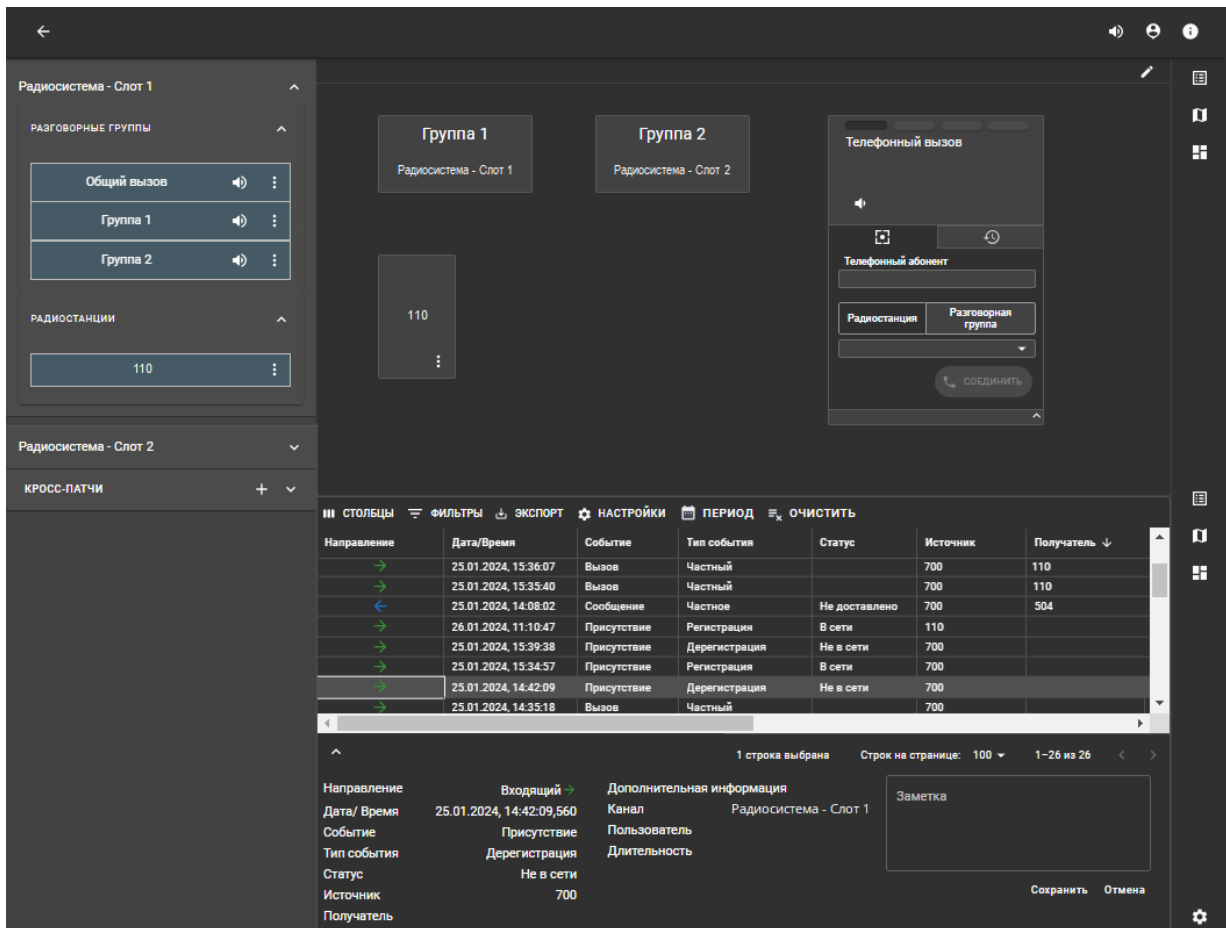 Радиосистема - Слот 1
РАЗГОВОРНЫЕ ГРУППЫ
Общий вызов
Группа 1
Группа 2
РАДИОСТАНЦИИ
110
Радиосистема - Слот 2
КРОСС-ПАТЧИ
Группа 1
Радиосистема - Слот 1
Группа 2
Радиосистема - Слот 2
110
Телефонный вызов
Телефонный абонент
Радиостанция
Разговорная
группа
СОЕДИНИТЬ
СТОЛБЦЫ ФИЛЬТРЫ ЭКСПОРТ НАСТРОЙКИ ПЕРИОД ОЧИСТИТЬ
Направление Дата/Время Событие Тип события Статус Источник Получатель
25.01.2024, 15:36:07 Вызов Частный 700 110
25.01.2024, 15:35:40 Вызов Частный 700 110
25.01.2024, 14:08:02 Сообщение Частное Не доставлено 700 504
26.01.2024, 11:10:47 Присутствие Регистрация В сети 110
25.01.2024, 15:39:38 Присутствие Дерегистрация Не в сети 700
25.01.2024, 15:34:57 Присутствие Регистрация В сети 700
25.01.2024, 14:42:09 Присутствие Дерегистрация Не в сети 700
25.01.2024, 14:35:18 Вызов Частный 700
1 строка выбрана Строк на странице: 100 1–26 из 26
Направление Входящий
Дата/ Время 25.01.2024, 14:42:09,560
Событие Присутствие
Тип события Дерегистрация
Статус Не в сети
Источник 700
Получатель
Дополнительная информация
Канал Радиосистема - Слот 1
Пользователь
Длительность
Заметка
Сохранить Отмена